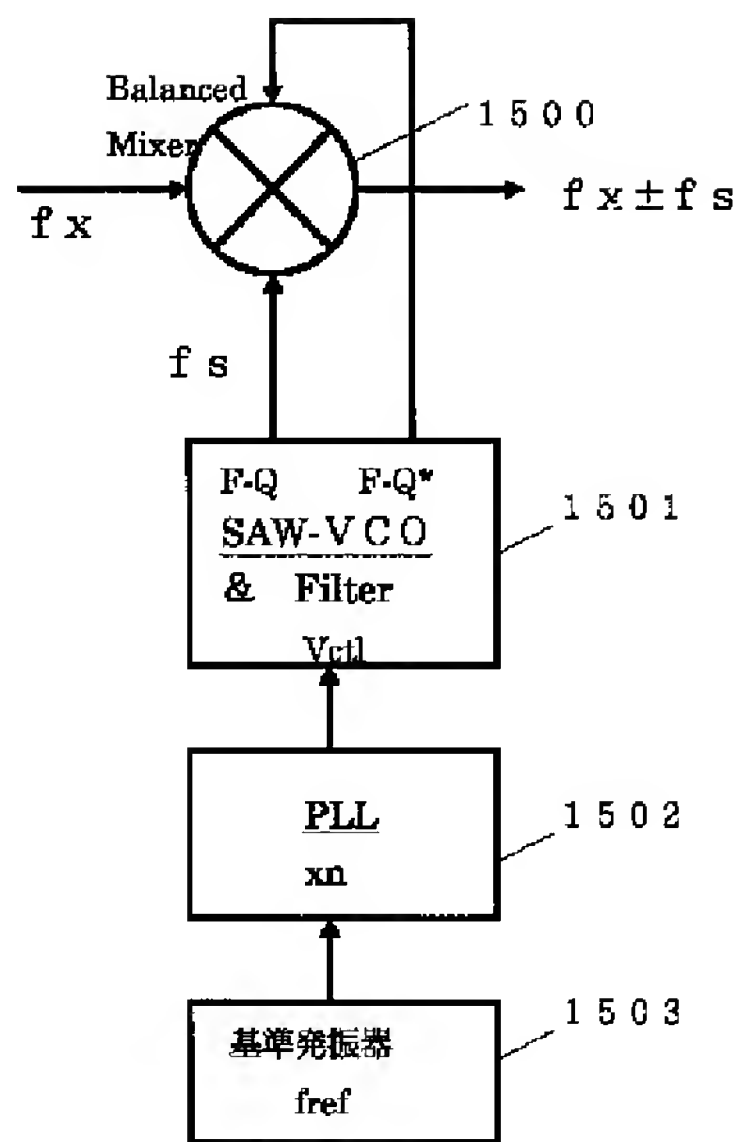 Balanced
Mixer
1500
fx
fx±fs
fs
F-Q F-Q*
SAW-VCO
& Filter
Vctl
1501
PLL
xn
1502
基準発振器
fref
1503